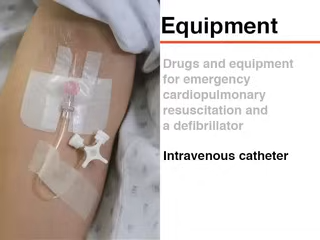 Equipment
Drugs and equipment
for emergency
cardiopulmonary
resuscitation and
a defibrillator
Intravenous catheter